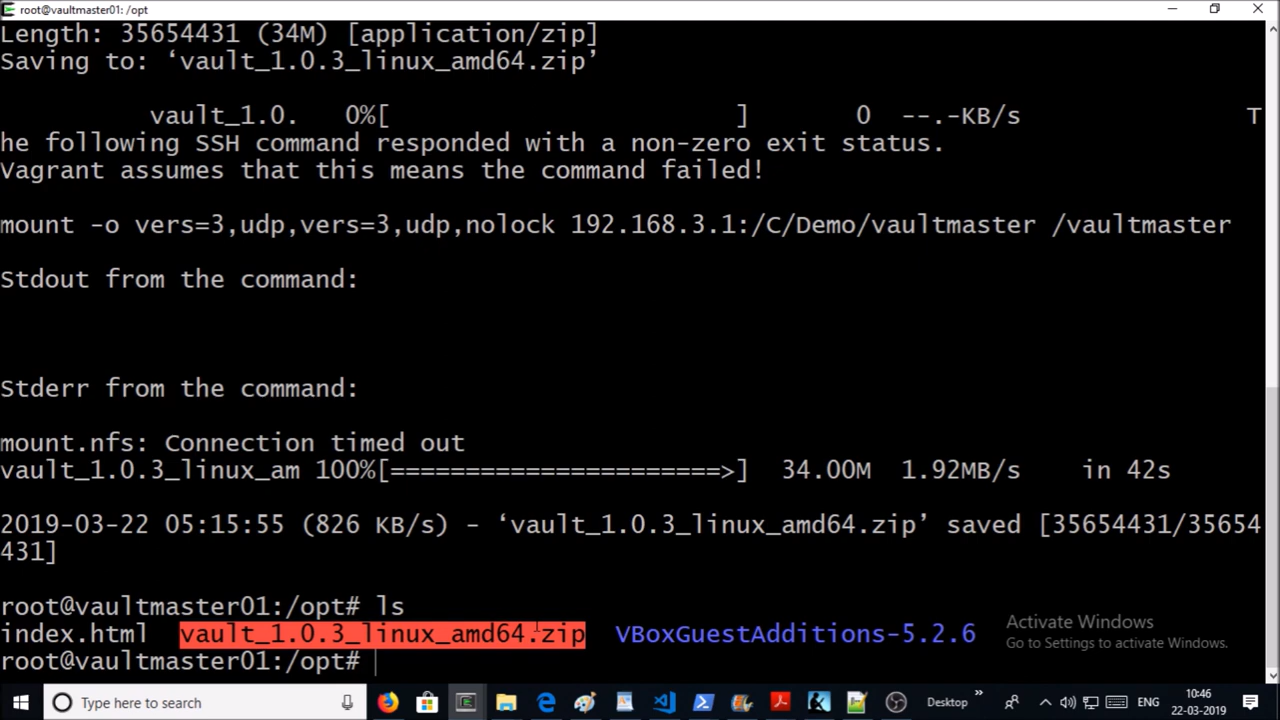 root@vaultmaster01: /opt
Length: 35654431 (34M) [application/zip]
Saving to: ‘vault_1.0.3_linux_amd64.zip’
vault_1.0. 0%[ ] 0 --.-KB/s T
he following SSH command responded with a non-zero exit status.
Vagrant assumes that this means the command failed!
mount -o vers=3,udp,vers=3,udp,nolock 192.168.3.1:/C/Demo/vaultmaster /vaultmaster
Stdout from the command:
Stderr from the command:
mount.nfs: Connection timed out
vault_1.0.3_linux_am 100%[======================>] 34.00M 1.92MB/s in 42s
2019-03-22 05:15:55 (826 KB/s) - ‘vault_1.0.3_linux_amd64.zip’ saved [35654431/35654
431]
root@vaultmaster01:/opt# ls
index.html vault_1.0.3_linux_amd64.zip VBoxGuestAdditions-5.2.6
root@vaultmaster01:/opt#
Activate Windows
Go to Settings to activate Windows.
Type here to search
Desktop
ENG
10:46
22-03-2019